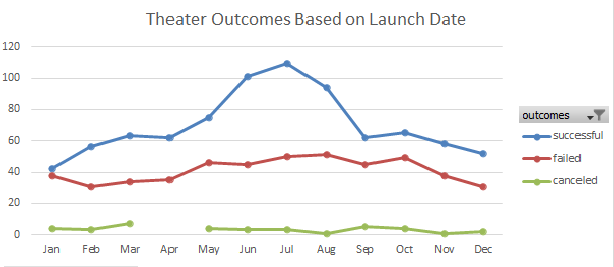 Theater Outcomes Based on Launch Date
120
100
80
60
40
20
0
Jan Feb Mar Apr May Jun Jul Aug Sep Oct Nov Dec
outcomes
successful
failed
canceled